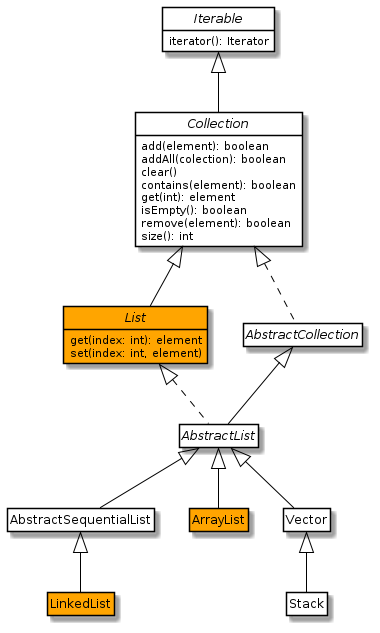 Iterable
iterator(): Iterator
Collection
add(element): boolean
addAll(colection): boolean
clear()
contains(element): boolean
get(int): element
isEmpty(): boolean
remove(element): boolean
size(): int
List
get(index: int): element
set(index: int, element)
AbstractCollection
AbstractList
AbstractSequentialList
ArrayList
Vector
LinkedList
Stack